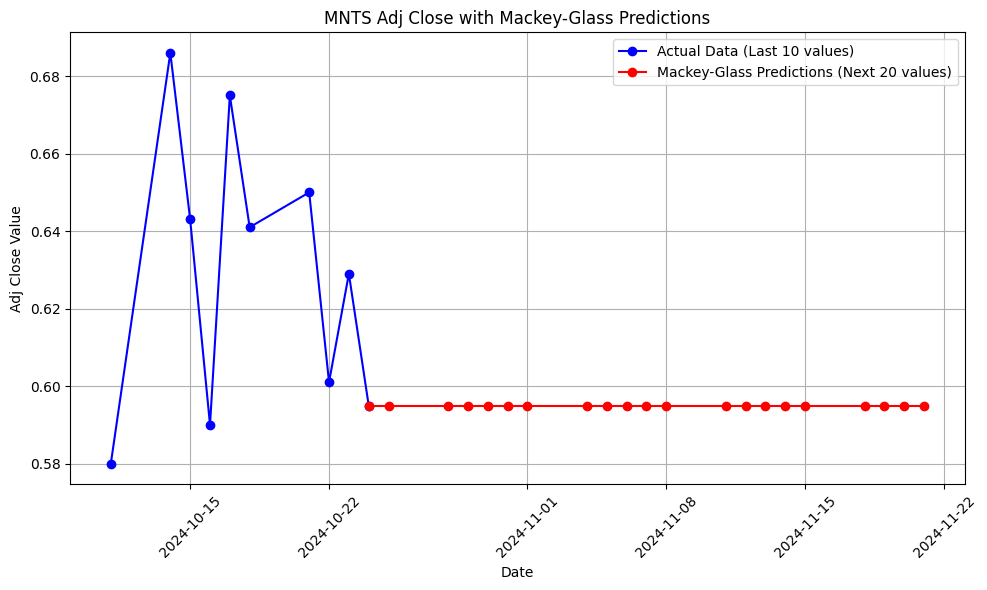 MNTS Adj Close with Mackey-Glass Predictions
Actual Data (Last 10 values)
Mackey-Glass Predictions (Next 20 values)
Adj Close Value
0.68
0.66
0.64
0.62
0.60
0.58
2024-10-15
2024-10-22
2024-11-01
2024-11-08
2024-11-15
2024-11-22
Date